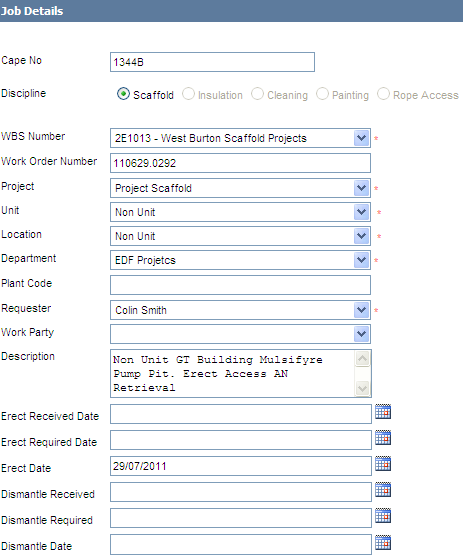 Job Details
Cape No 1344B
Discipline Scaffold Insulation Cleaning Painting Rope Access
WBS Number 2E1013 - West Burton Scaffold Projects *
Work Order Number 110629.0292
Project Project Scaffold *
Unit Non Unit *
Location Non Unit *
Department EDF Projetcs *
Plant Code
Requester Colin Smith *
Work Party
Description Non Unit GT Building Mulsifyre
Pump Pit. Erect Access AN
Retrieval
Erect Received Date
Erect Required Date
Erect Date 29/07/2011
Dismantle Received
Dismantle Required
Dismantle Date